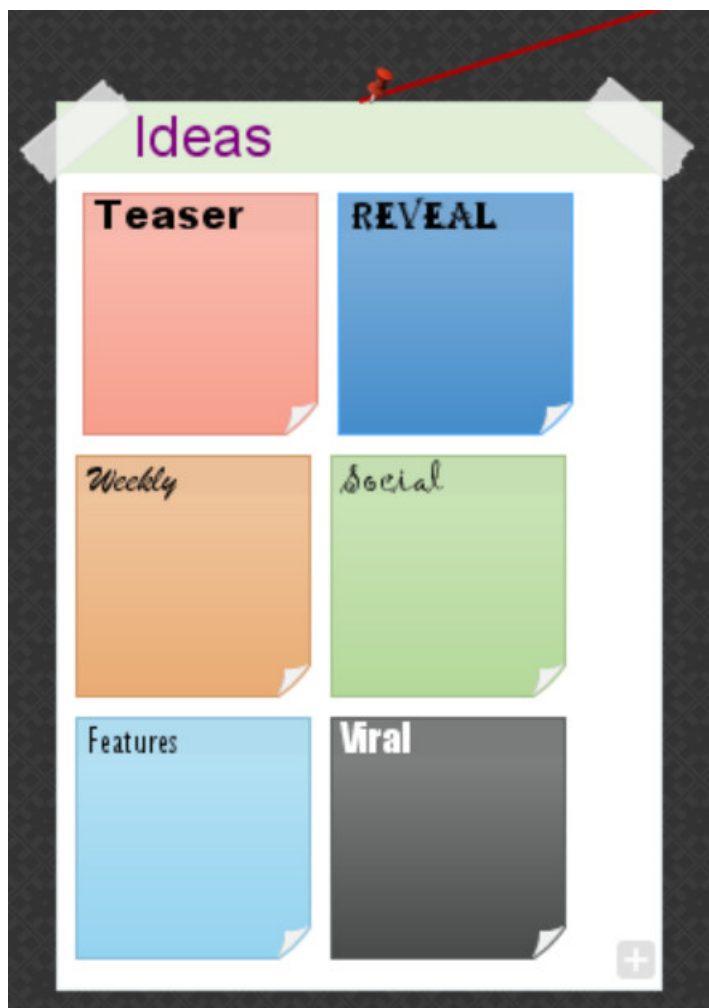 Ideas
Teaser
REVEAL
Weekly
Social
Features
Viral